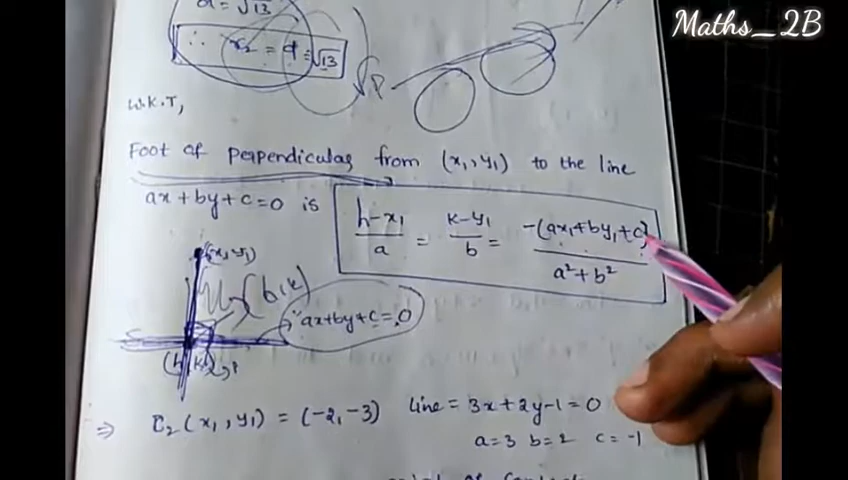 Maths_2B
a = √13
∴ r2 = d = √13
W.K.T,
Foot of perpendicular from (x1, y1) to the line
ax+by+c=0 is h-x1/a = k-y1/b = -(ax1+by1+c)/a²+b²
(x1, y1)
(h,k)
ax+by+c=0
(h,k)
⇒ C2 (x1, y1) = (-2,-3) line = 3x+2y-1=0
a=3 b=2 c=-1